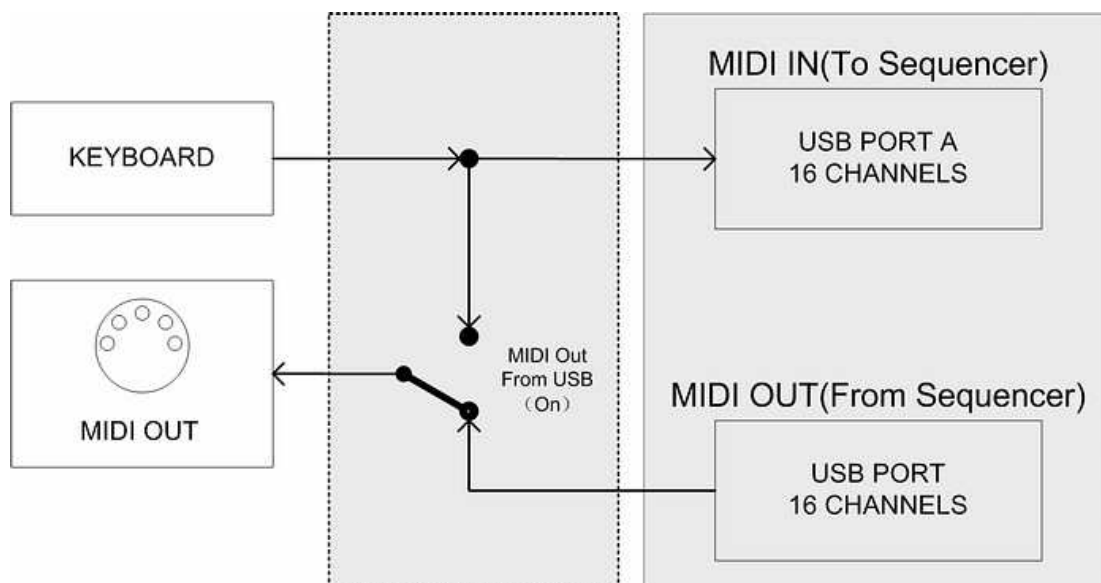 MIDI IN(To Sequencer)
KEYBOARD
USB PORT A
16 CHANNELS
MIDI Out
From USB
（On）
MIDI OUT(From Sequencer)
MIDI OUT
USB PORT
16 CHANNELS